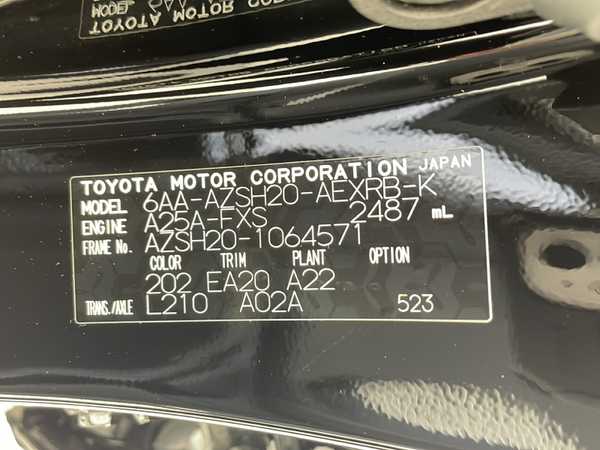 TOYOTA MOTOR CORPORATION JAPAN
MODEL 6AA-AZSH20-AEXRB-K
ENGINE A25A-FXS 2487 mL
FRAME No. AZSH20-1064571
COLOR TRIM PLANT
202 EA20 A22
TRANS./AXLE L210 A02A 523